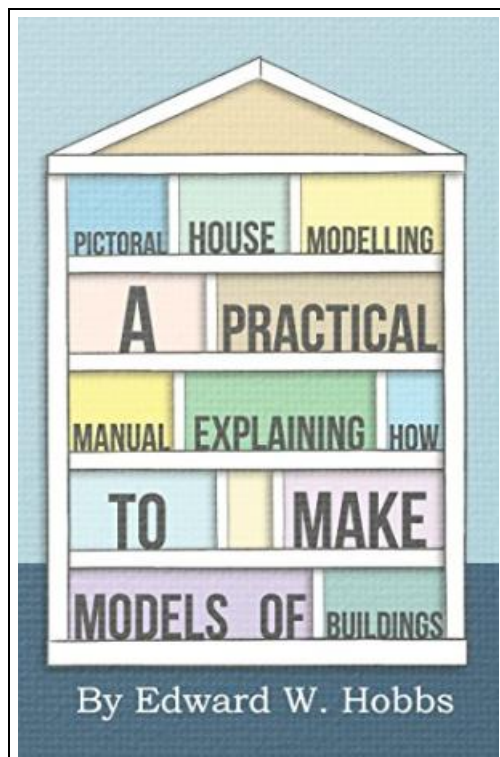 PICTORAL HOUSE MODELLING
A PRACTICAL
MANUAL EXPLAINING HOW
TO MAKE
MODELS OF BUILDINGS
By Edward W. Hobbs